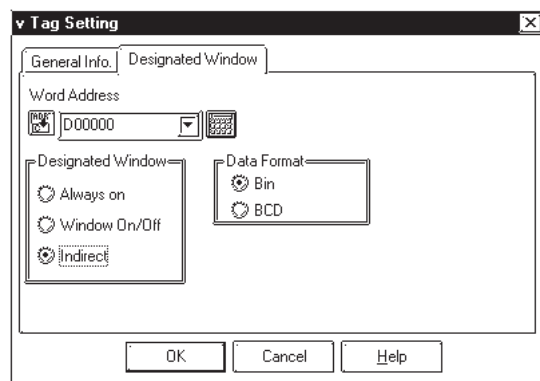 v Tag Setting
General Info. Designated Window
Word Address
D00000
Designated Window
Always on
Window On/Off
Indirect
Data Format
Bin
BCD
OK Cancel Help